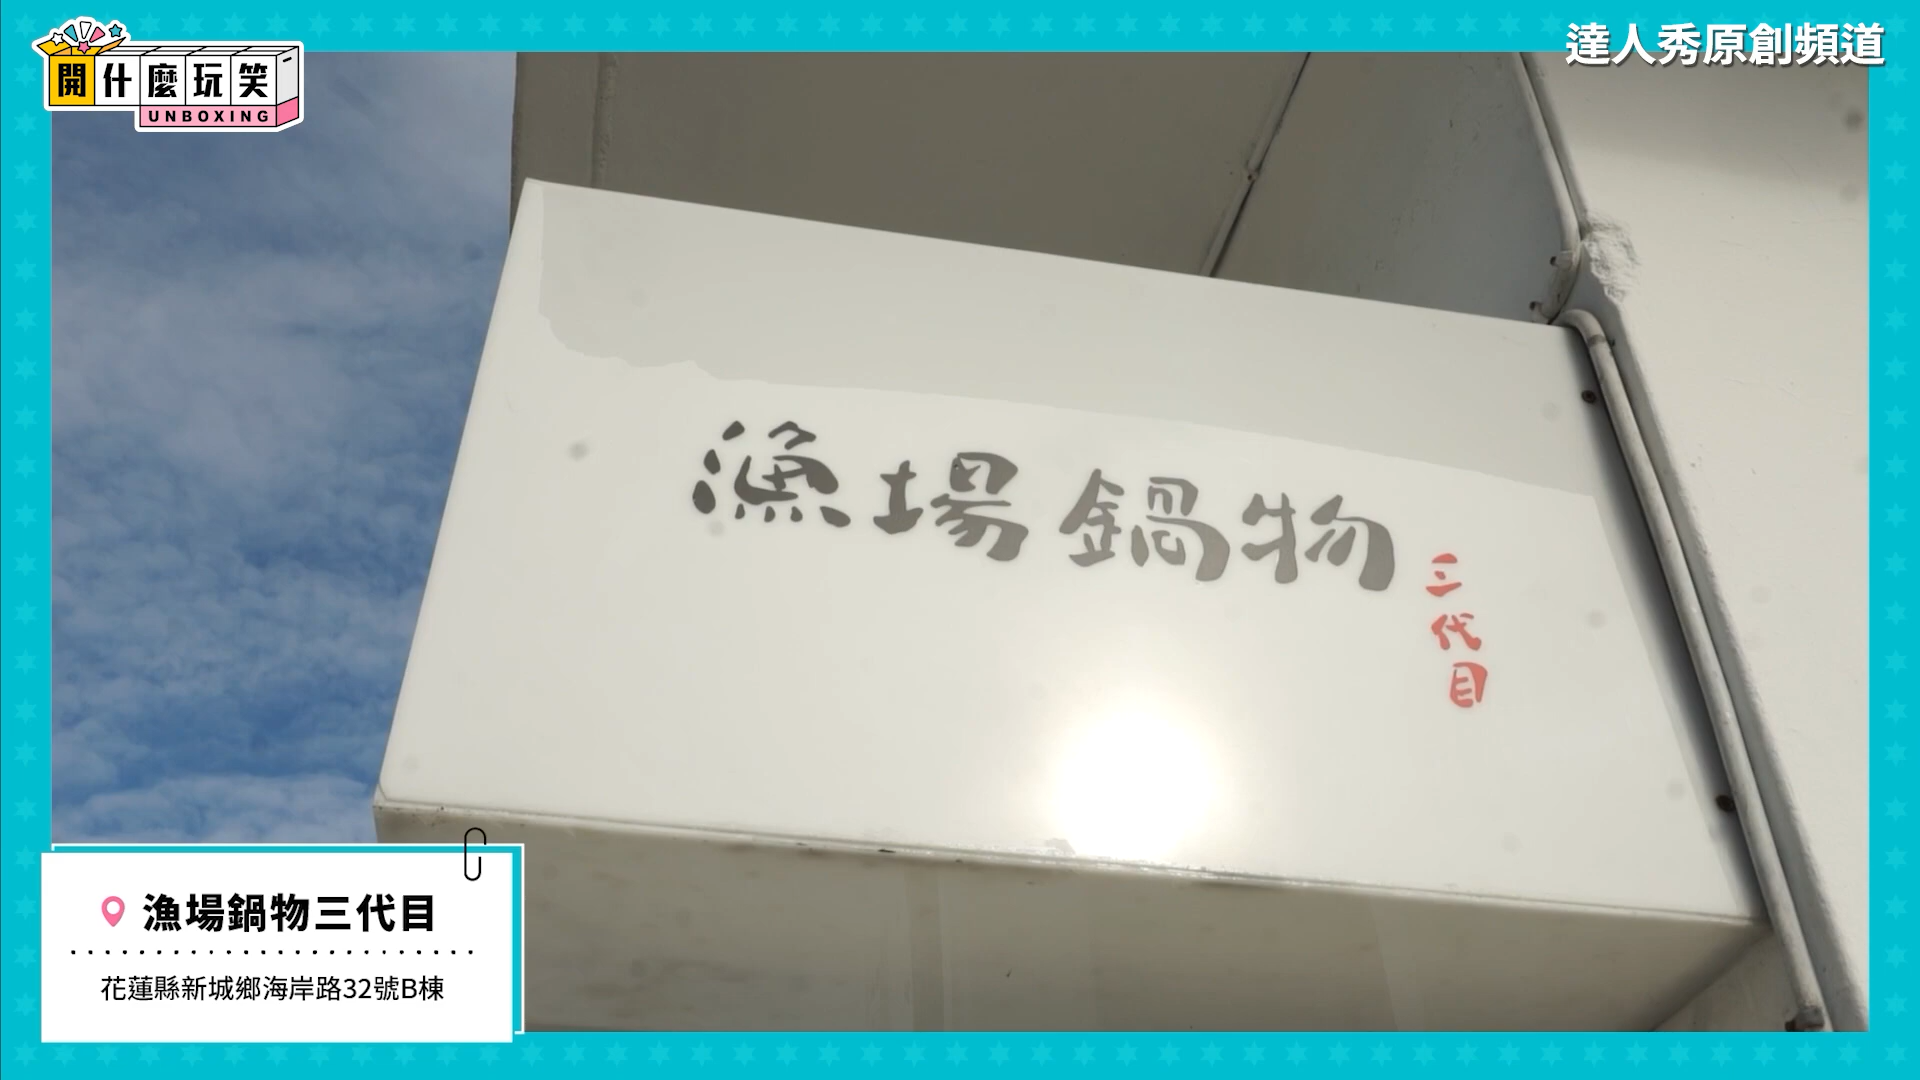 開什麼玩笑
UNBOXING
達人秀原創頻道
漁場鍋物
三代目
漁場鍋物三代目
花蓮縣新城鄉海岸路32號B棟